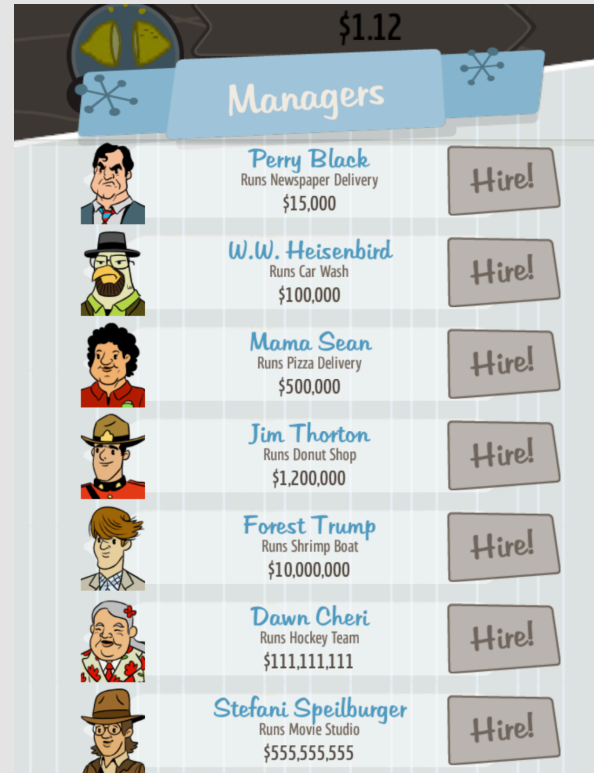 $1.12
Managers
Perry Black
Runs Newspaper Delivery
$15,000
Hire!
W.W. Heisenbird
Runs Car Wash
$100,000
Hire!
Mama Sean
Runs Pizza Delivery
$500,000
Hire!
Jim Thorton
Runs Donut Shop
$1,200,000
Hire!
Forest Trump
Runs Shrimp Boat
$10,000,000
Hire!
Dawn Cheri
Runs Hockey Team
$111,111,111
Hire!
Stefani Speilburger
Runs Movie Studio
$555,555,555
Hire!